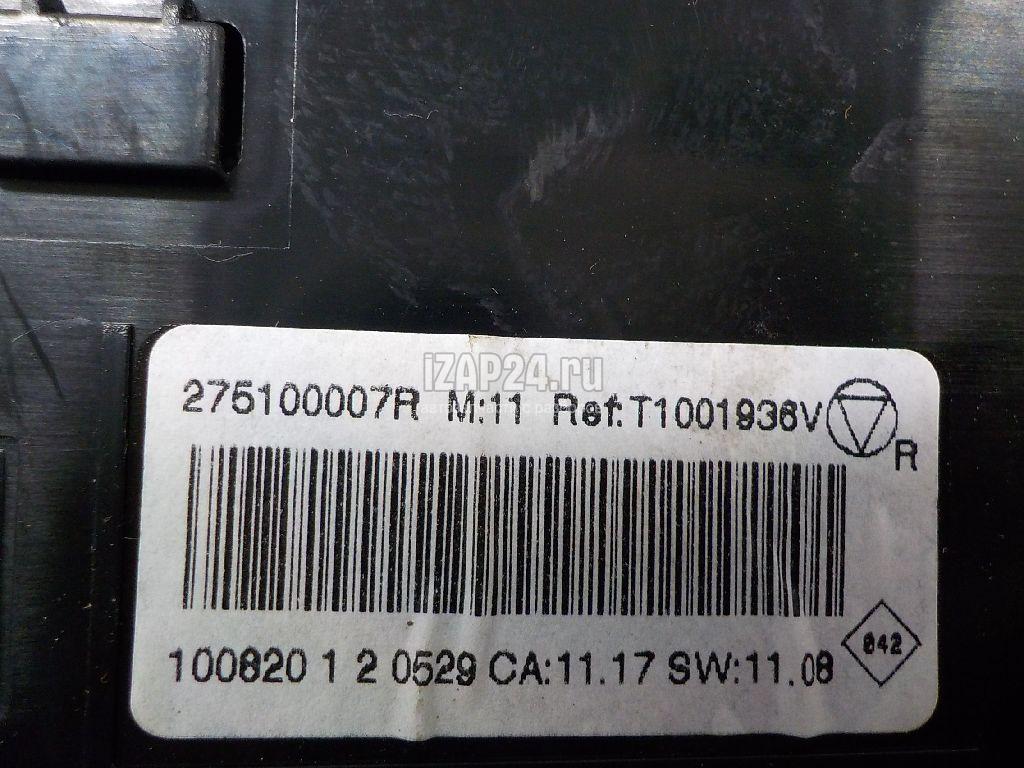 iZAP24.ru
275100007R M:11 Ref:T1001936V
R
100820 1 2 0529 CA:11.17 SW:11.08
642